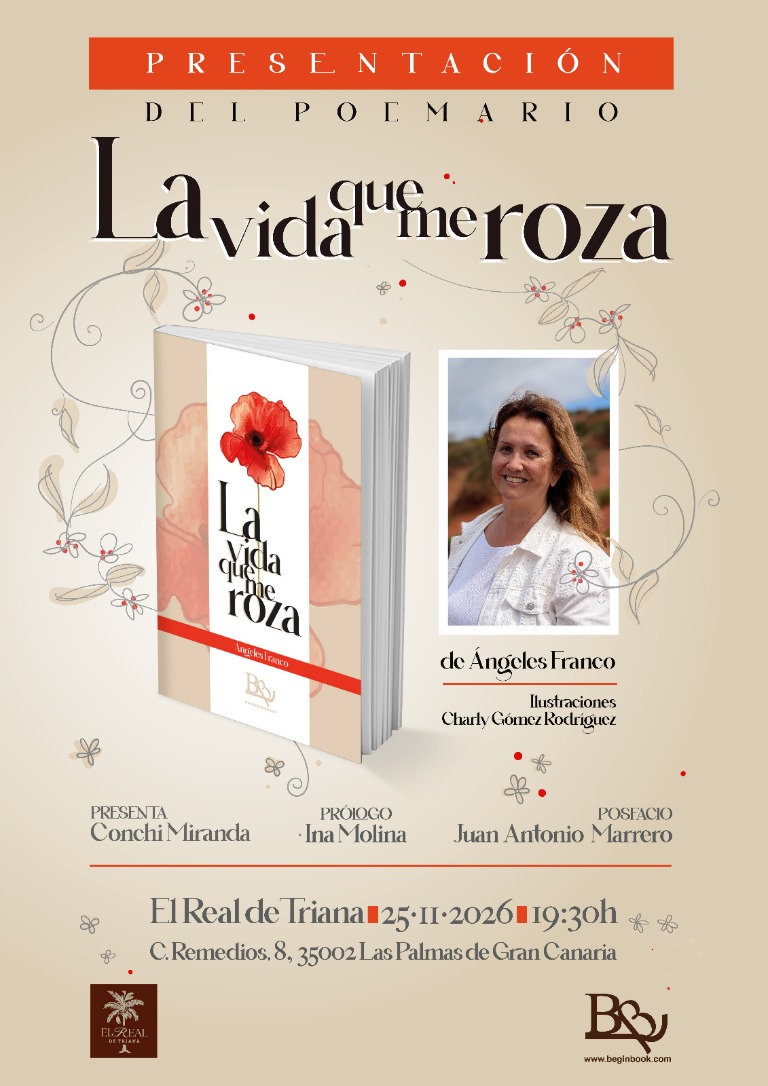 PRESENTACIÓN
DEL POEMARIO
La vida que me roza
La
vida
que me
roza
Ángeles Franco
BB
de Ángeles Franco
Ilustraciones
Charly Gómez Rodríguez
PRESENTA
Conchi Miranda
PRÓLOGO
Ina Molina
POSFACIO
Juan Antonio Marrero
El Real de Triana 25·11·2026 19:30h
C. Remedios, 8, 35002 Las Palmas de Gran Canaria
EL REAL
DE TRIANA
BB
www.beginbook.com